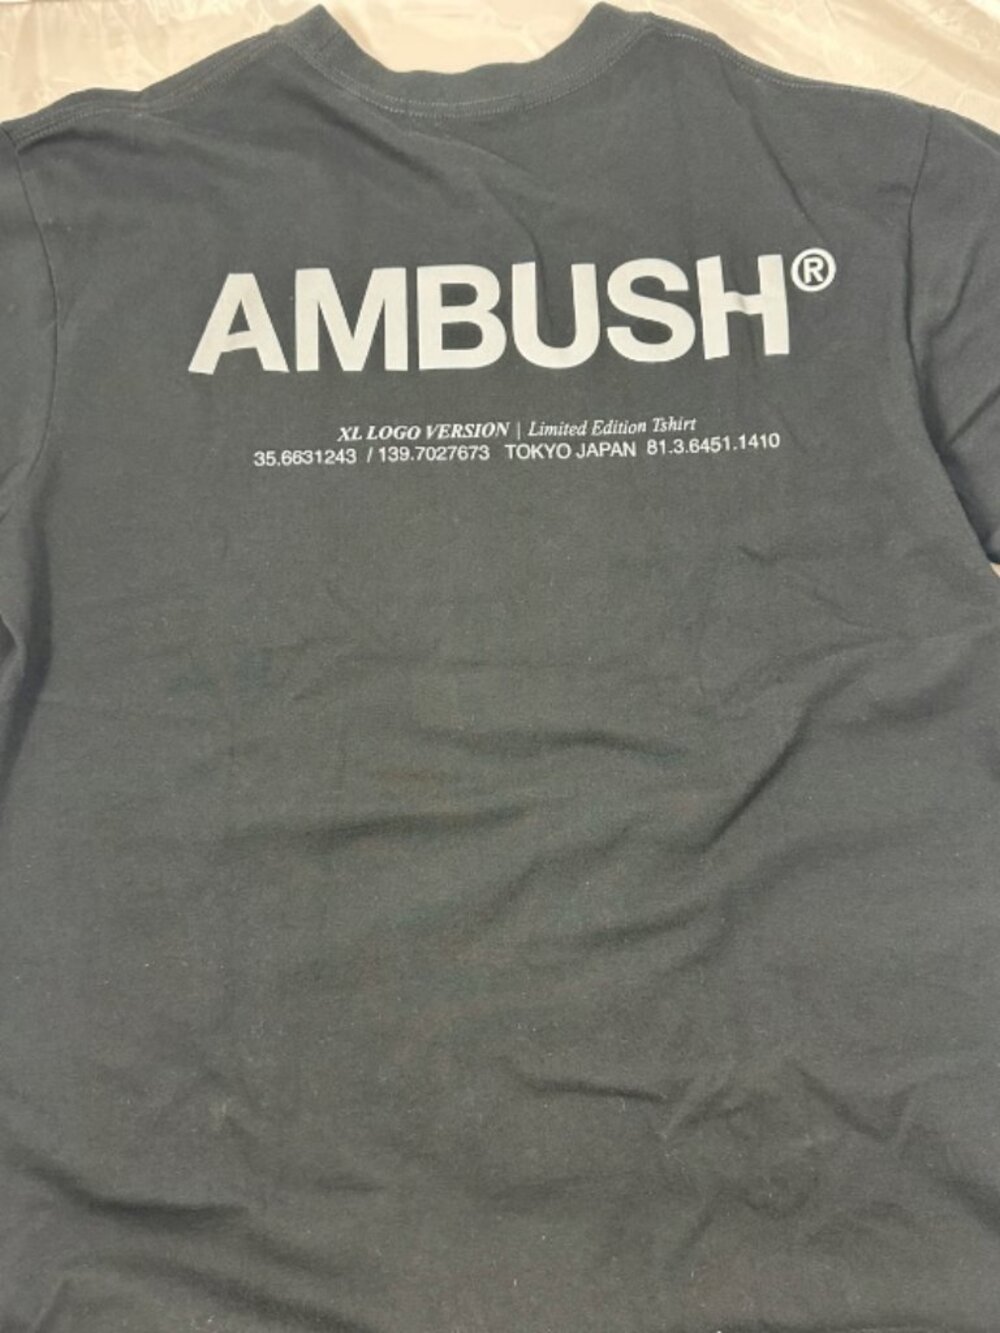 AMBUSH®
XL LOGO VERSION | Limited Edition Tshirt
35.6631243 / 139.7027673 TOKYO JAPAN 81.3.6451.1410